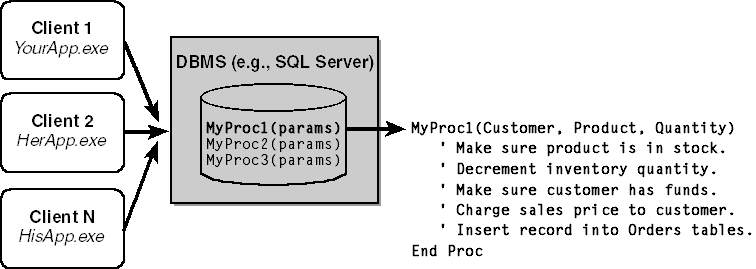 Client 1
YourApp.exe
Client 2
HerApp.exe
Client N
HisApp.exe
DBMS (e.g., SQL Server)
MyProc1(params)
MyProc2(params)
MyProc3(params)
MyProc1(Customer, Product, Quantity)
' Make sure product is in stock.
' Decrement inventory quantity.
' Make sure customer has funds.
' Charge sales price to customer.
' Insert record into Orders tables.
End Proc